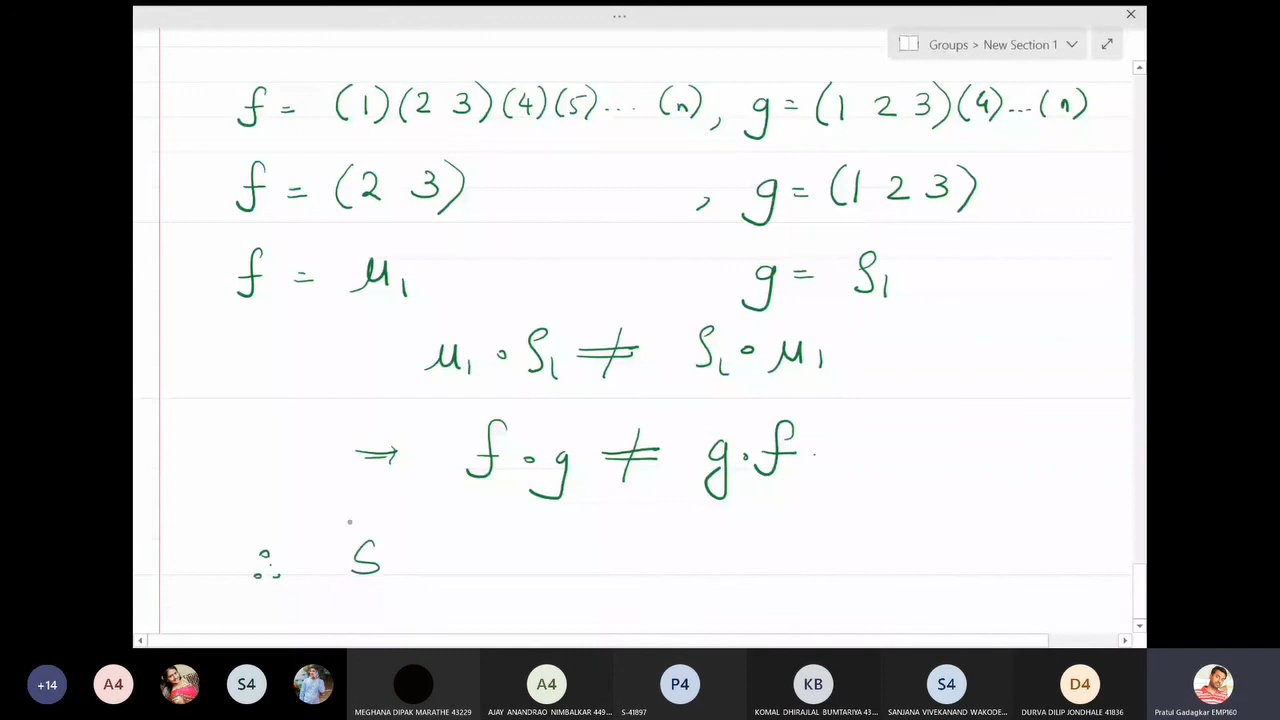 Groups > New Section 1
f = (1)(2 3)(4)(5)... (n), g = (1 2 3)(4)...(n)
f = (2 3) , g = (1 2 3)
f = μ₁ g = ρ₁
μ₁ ∘ ρ₁ ≠ ρ₁ ∘ μ₁
→ f ∘ g ≠ g ∘ f
∴ S
+14 A4 S4 A4 P4 KB S4 D4
MEGHANA DIPAK MARATHE 43229 AJAY ANANDRAO NIMBALKAR 449... S-41897 KOMAL DHIRAJLAL BUMTARIYA 43... SANJANA VIVEKANAND WAKODE... DURVA DILIP JONDHALE 41836 Pratul Gadagkar EMP160